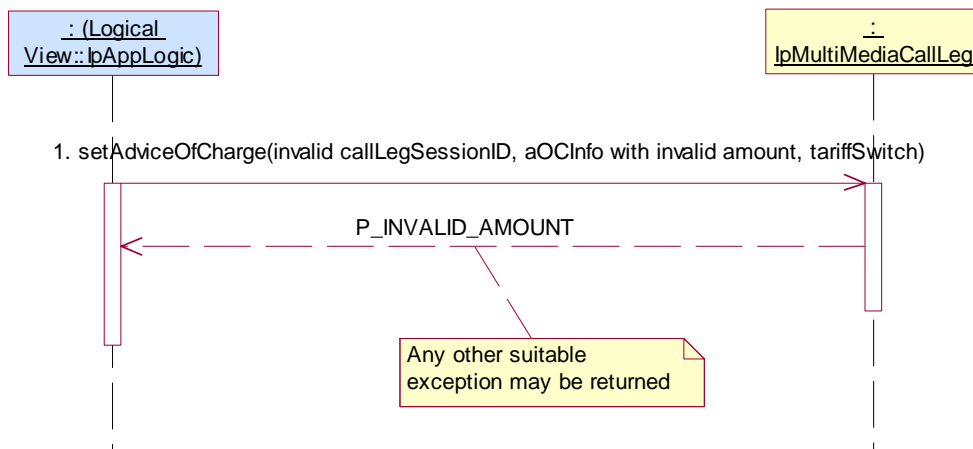 : (Logical
View::IpAppLogic)
:
IpMultiMediaCallLeg
1. setAdviceOfCharge(invalid callLegSessionID, aOCInfo with invalid amount, tariffSwitch)
P_INVALID_AMOUNT
Any other suitable
exception may be returned